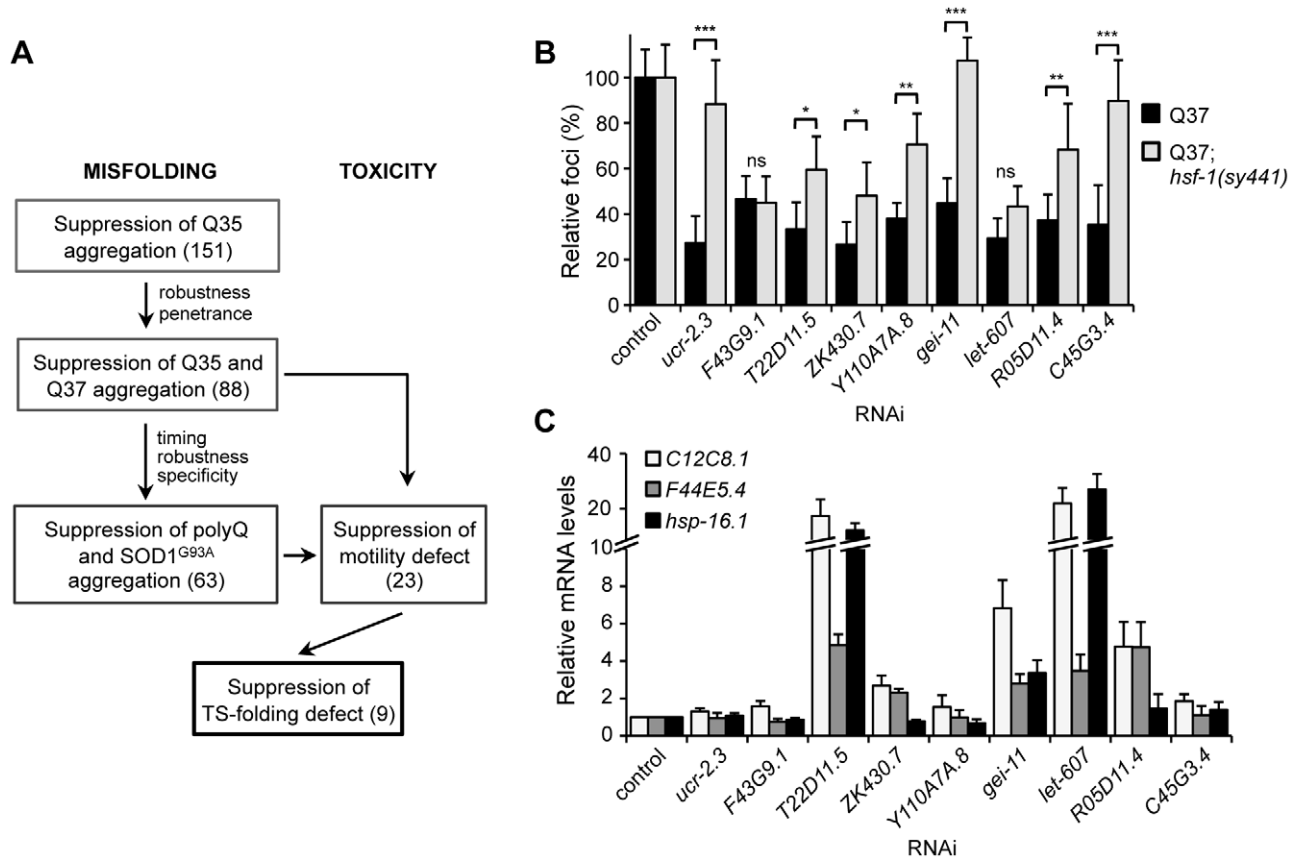 A
MISFOLDING
TOXICITY
Suppression of Q35
aggregation (151)
robustness
penetrance
Suppression of Q35 and
Q37 aggregation (88)
timing
robustness
specificity
Suppression of polyQ
and SOD1G93A
aggregation (63)
Suppression of
motility defect
(23)
Suppression of
TS-folding defect (9)
B
Relative foci (%)
100
80
60
40
20
0
***
ns
*
*
**
***
ns
**
***
Q37
Q37;
hsf-1(sy441)
control
ucr-2.3
F43G9.1
T22D11.5
ZK430.7
Y110A7A.8
gei-11
let-607
R05D11.4
C45G3.4
RNAi
C
Relative mRNA levels
40
20
10
8
6
4
2
0
C12C8.1
F44E5.4
hsp-16.1
control
ucr-2.3
F43G9.1
T22D11.5
ZK430.7
Y110A7A.8
gei-11
let-607
R05D11.4
C45G3.4
RNAi